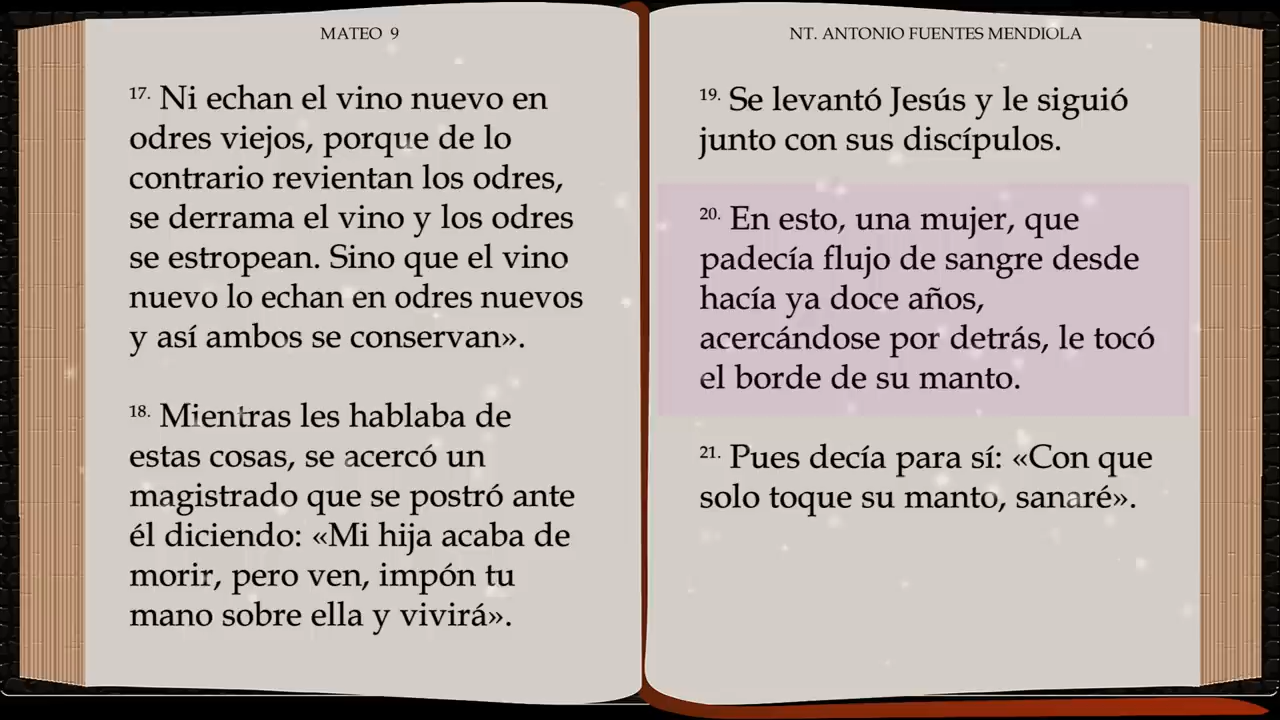 MATEO 9
17. Ni echan el vino nuevo en
odres viejos, porque de lo
contrario revientan los odres,
se derrama el vino y los odres
se estropean. Sino que el vino
nuevo lo echan en odres nuevos
y así ambos se conservan».
18. Mientras les hablaba de
estas cosas, se acercó un
magistrado que se postró ante
él diciendo: «Mi hija acaba de
morir, pero ven, impón tu
mano sobre ella y vivirá».
NT. ANTONIO FUENTES MENDIOLA
19. Se levantó Jesús y le siguió
junto con sus discípulos.
20. En esto, una mujer, que
padecía flujo de sangre desde
hacía ya doce años,
acercándose por detrás, le tocó
el borde de su manto.
21. Pues decía para sí: «Con que
solo toque su manto, sanaré».